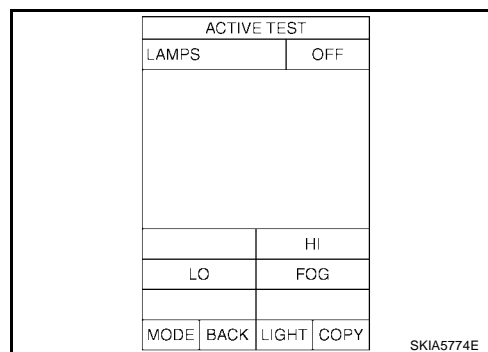 ACTIVE TEST
LAMPS OFF
HI
LO FOG
MODE BACK LIGHT COPY
SKIA5774E